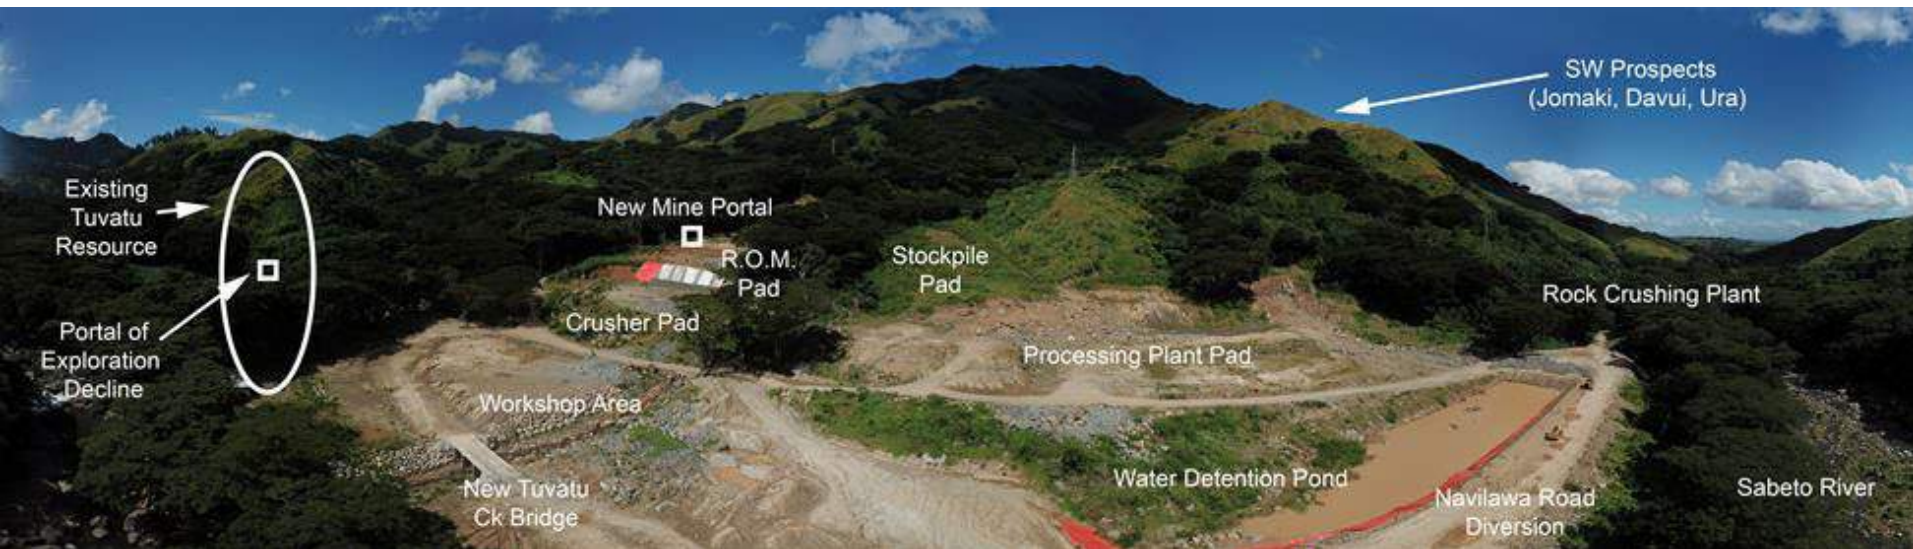 SW Prospects
(Jomaki, Davui, Ura)
Existing
Tuvatu
Resource
New Mine Portal
R.O.M.
Pad
Stockpile
Pad
Rock Crushing Plant
Portal of
Exploration
Decline
Crusher Pad
Processing Plant Pad
Workshop Area
Water Detention Pond
New Tuvatu
Ck Bridge
Navilawa Road
Diversion
Sabeto River